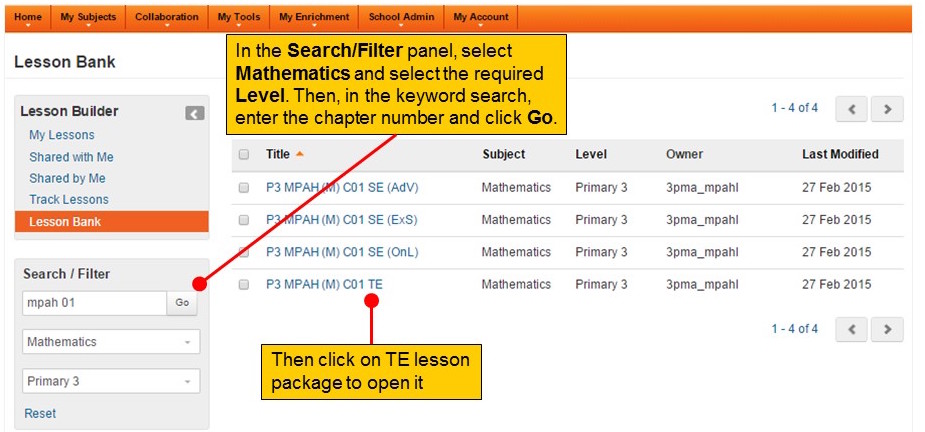 Home My Subjects Collaboration My Tools My Enrichment School Admin My Account
In the Search/Filter panel, select
Mathematics and select the required
Level. Then, in the keyword search,
enter the chapter number and click Go.
Lesson Bank
Lesson Builder
My Lessons
Shared with Me
Shared by Me
Track Lessons
Lesson Bank
Search / Filter
mpah 01 Go
Mathematics
Primary 3
Reset
1 - 4 of 4
Title Subject Level Owner Last Modified
P3 MPAH (M) C01 SE (AdV) Mathematics Primary 3 3pma_mpahl 27 Feb 2015
P3 MPAH (M) C01 SE (ExS) Mathematics Primary 3 3pma_mpahl 27 Feb 2015
P3 MPAH (M) C01 SE (OnL) Mathematics Primary 3 3pma_mpahl 27 Feb 2015
P3 MPAH (M) C01 TE Mathematics Primary 3 3pma_mpahl 27 Feb 2015
1 - 4 of 4
Then click on TE lesson
package to open it